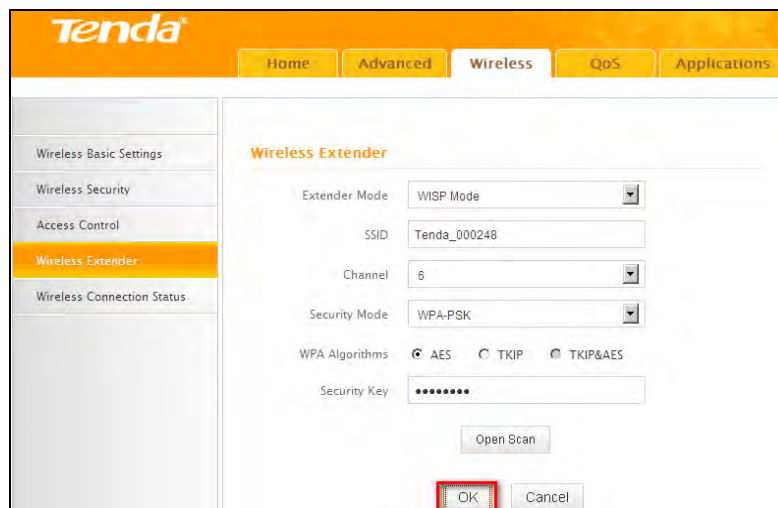 Tenda®
Home Advanced Wireless QoS Applications
Wireless Basic Settings
Wireless Security
Access Control
Wireless Extender
Wireless Connection Status
Wireless Extender
Extender Mode WISP Mode
SSID Tenda_000248
Channel 6
Security Mode WPA-PSK
WPA Algorithms AES TKIP TKIP&AES
Security Key ••••••••
Open Scan
OK Cancel